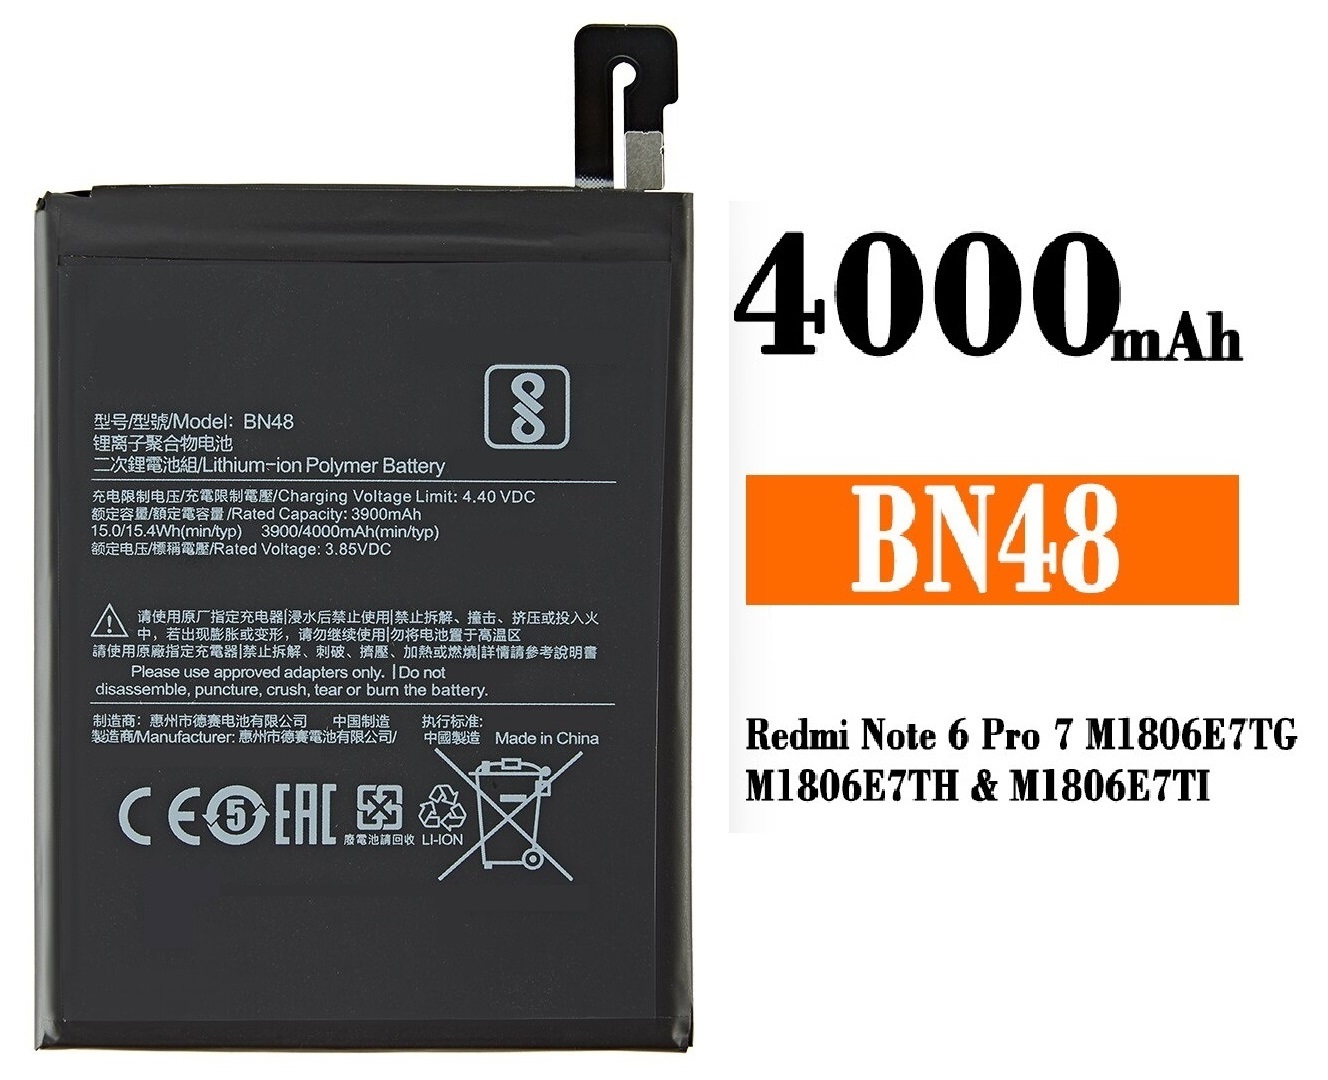 型号/型號/Model: BN48
锂离子聚合物电池
二次鋰電池組/Lithium-ion Polymer Battery
充电限制电压/充電限制電壓/Charging Voltage Limit: 4.40 VDC
额定容量/額定電容量/Rated Capacity: 3900mAh
15.0/15.4Wh(min/typ) 3900/4000mAh(min/typ)
额定电压/標稱電壓/Rated Voltage: 3.85VDC
请使用原厂指定充电器|浸水后禁止使用|禁止拆解、撞击、挤压或投入火
中，若出现膨胀或变形，请勿继续使用|勿将电池置于高温区
請使用原廠指定充電器|禁止拆解、刺破、擠壓、加熱或燃燒|詳情請參考說明書
Please use approved adapters only. |Do not
disassemble, puncture, crush, tear or burn the battery.
制造商: 惠州市德赛电池有限公司 中国制造 执行标准:
製造商/Manufacturer: 惠州市德賽電池有限公司/ 中國製造 Made in China
CE 5 EAC
廢電池請回收 LI-ION
4000mAh
BN48
Redmi Note 6 Pro 7 M1806E7TG
M1806E7TH & M1806E7TI